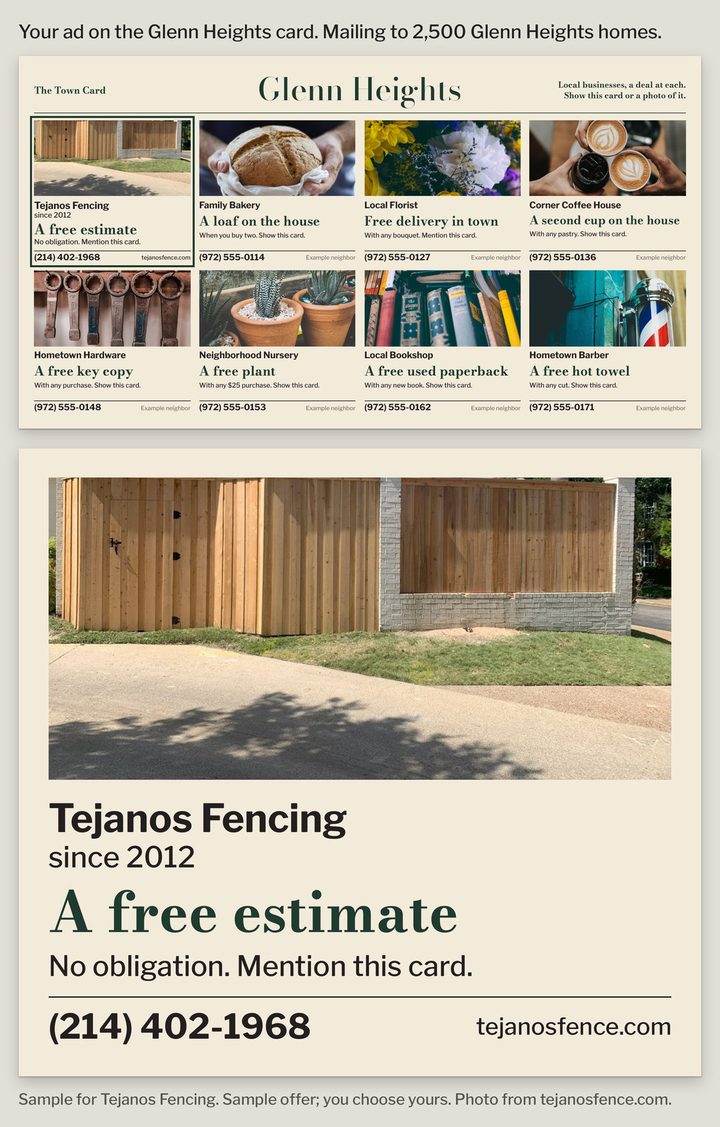 Your ad on the Glenn Heights card. Mailing to 2,500 Glenn Heights homes.
The Town Card
Glenn Heights
Local businesses, a deal at each.
Show this card or a photo of it.
Tejanos Fencing
since 2012
A free estimate
No obligation. Mention this card.
(214) 402-1968 tejanosfence.com
Family Bakery
A loaf on the house
When you buy two. Show this card.
(972) 555-0114 Example neighbor
Local Florist
Free delivery in town
With any bouquet. Mention this card.
(972) 555-0127 Example neighbor
Corner Coffee House
A second cup on the house
With any pastry. Show this card.
(972) 555-0136 Example neighbor
Hometown Hardware
A free key copy
With any purchase. Show this card.
(972) 555-0148 Example neighbor
Neighborhood Nursery
A free plant
With any $25 purchase. Show this card.
(972) 555-0153 Example neighbor
Local Bookshop
A free used paperback
With any new book. Show this card.
(972) 555-0162 Example neighbor
Hometown Barber
A free hot towel
With any cut. Show this card.
(972) 555-0171 Example neighbor
Tejanos Fencing
since 2012
A free estimate
No obligation. Mention this card.
(214) 402-1968 tejanosfence.com
Sample for Tejanos Fencing. Sample offer; you choose yours. Photo from tejanosfence.com.